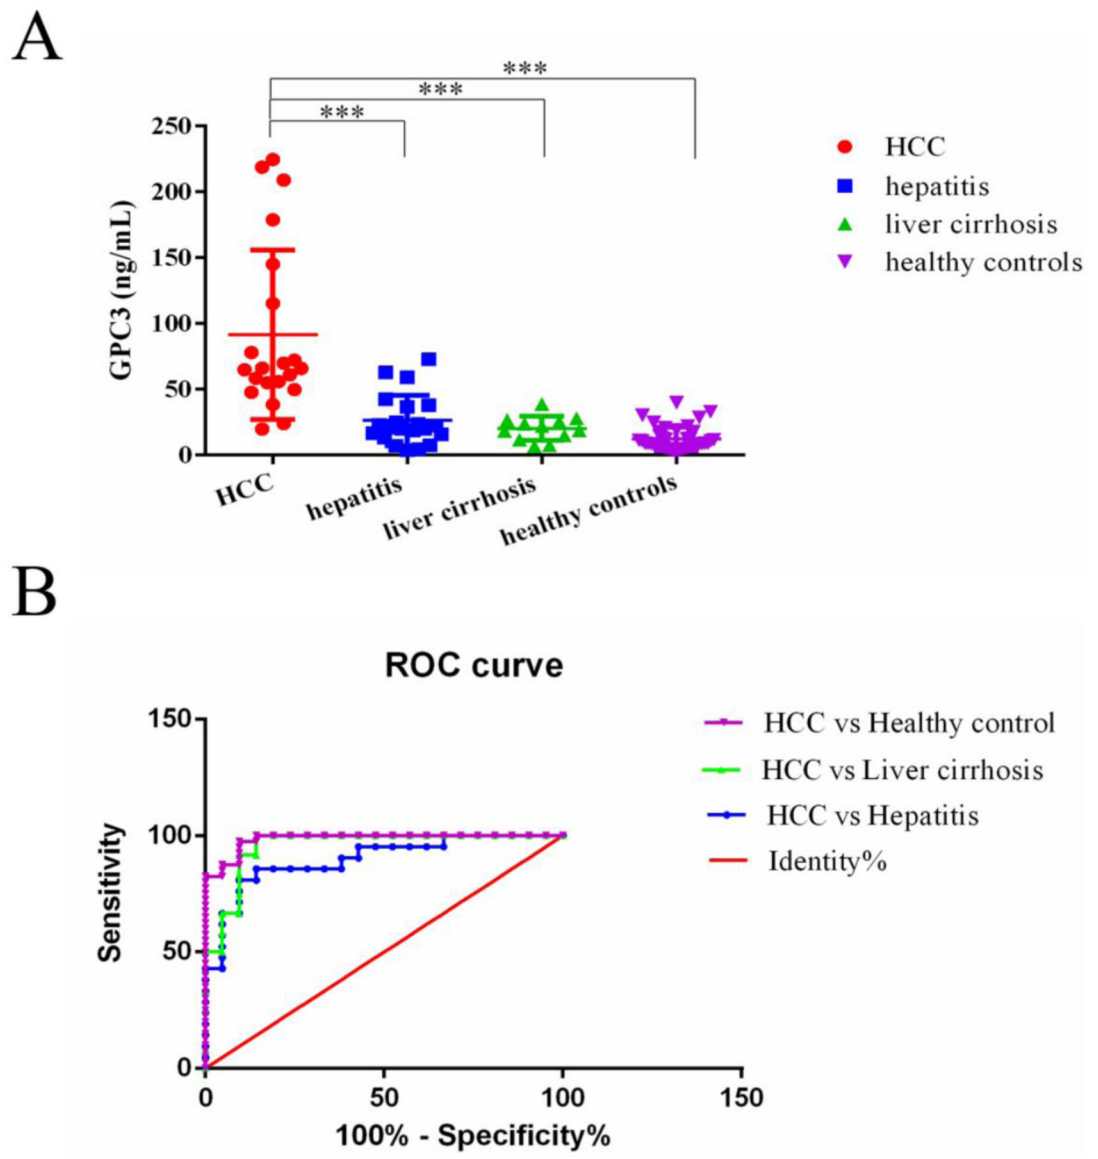 A
***
***
***
250
200
150
100
50
0
GPC3 (ng/mL)
HCC
hepatitis
liver cirrhosis
healthy controls
HCC
hepatitis
liver cirrhosis
healthy controls
B
ROC curve
150
100
50
0
Sensitivity
0 50 100 150
100% - Specificity%
HCC vs Healthy control
HCC vs Liver cirrhosis
HCC vs Hepatitis
Identity%